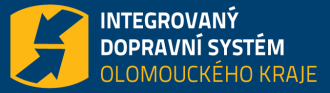 INTEGROVANÝ
DOPRAVNÍ SYSTÉM
OLOMOUCKÉHO KRAJE